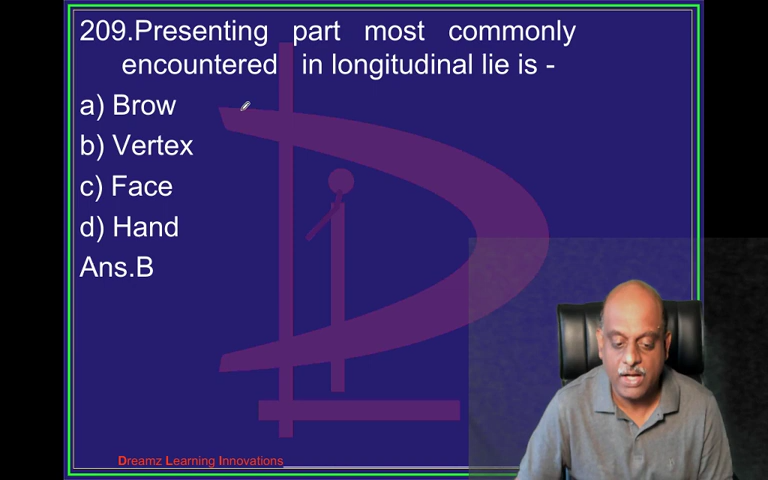 209.Presenting part most commonly
encountered in longitudinal lie is -
a) Brow
b) Vertex
c) Face
d) Hand
Ans.B
Dreamz Learning Innovations